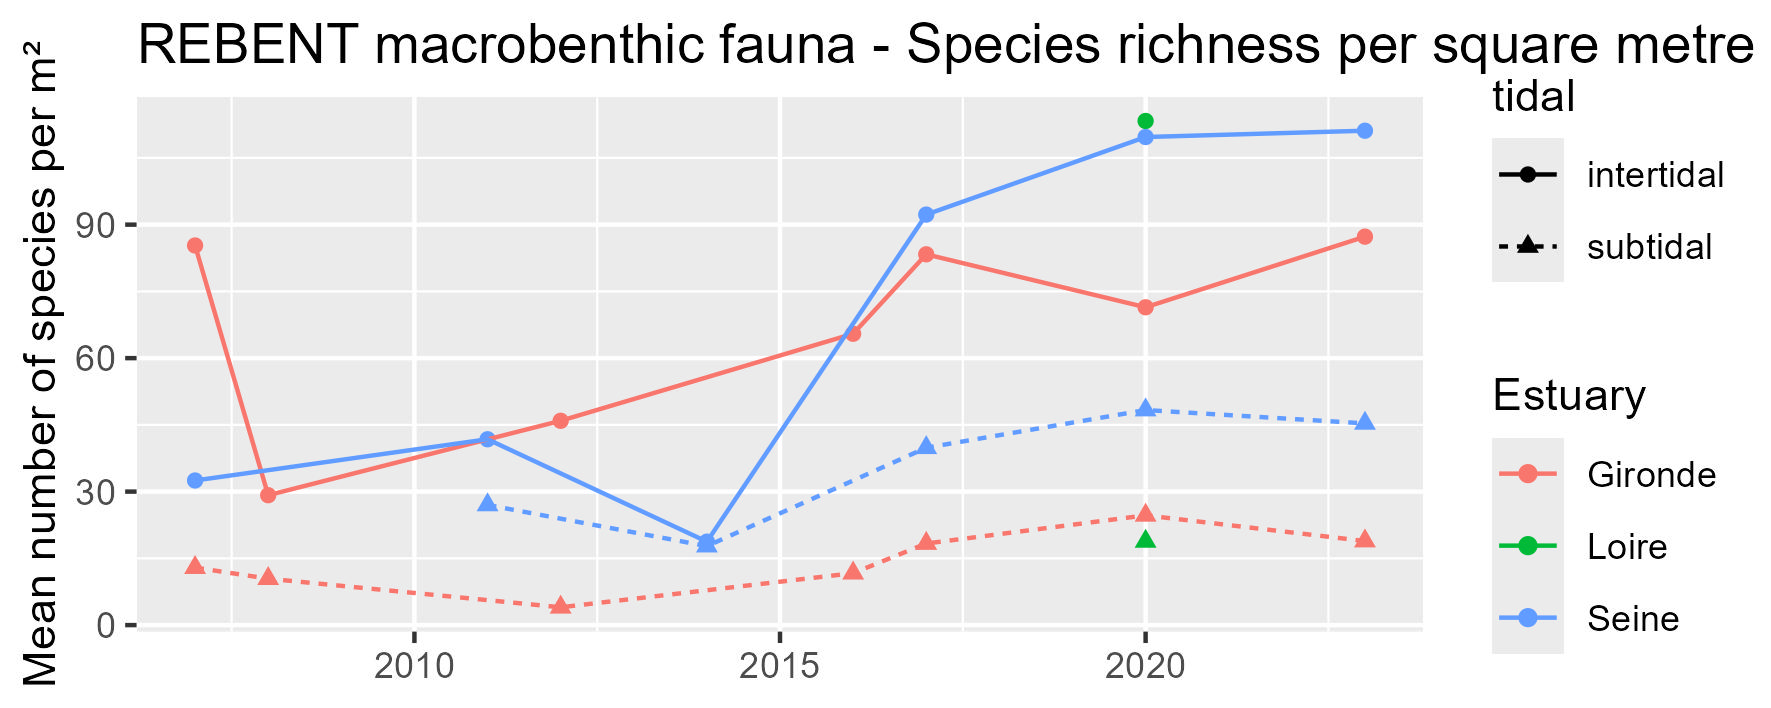 REBENT macrobenthic fauna - Species richness per square metre
Mean number of species per m²
90
60
30
0
2010
2015
2020
tidal
intertidal
subtidal
Estuary
Gironde
Loire
Seine